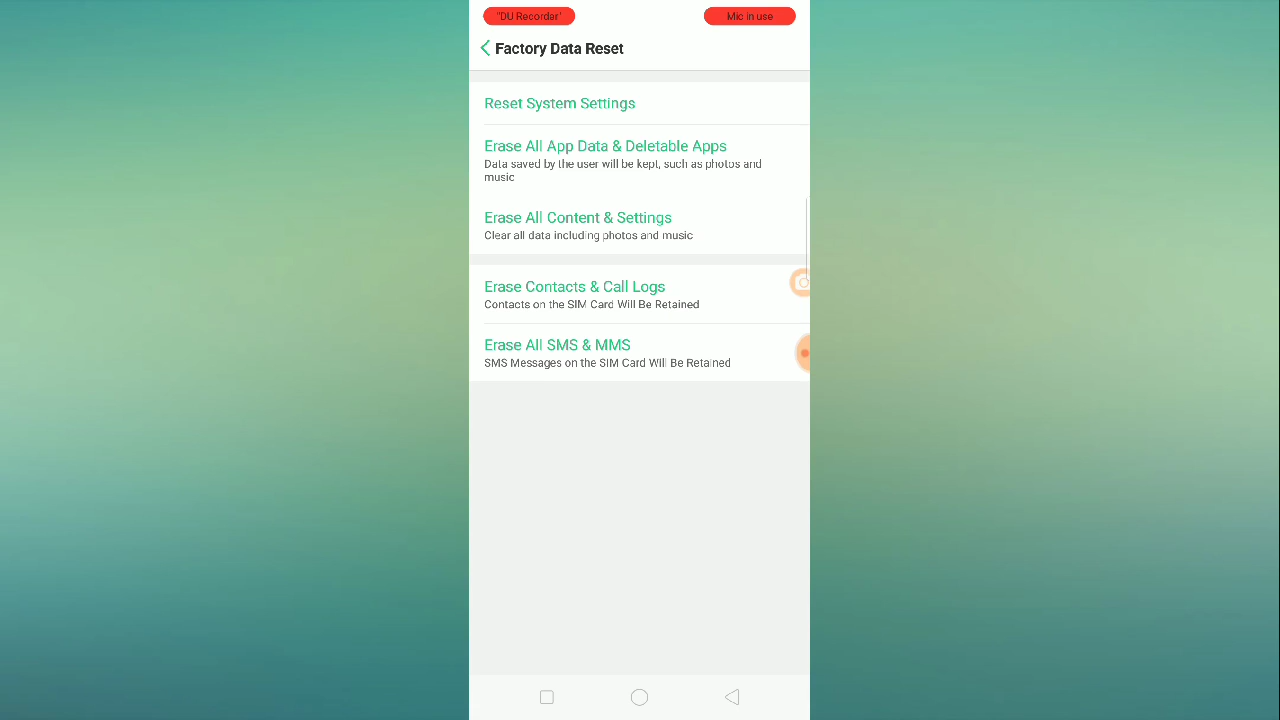 "DU Recorder"
Mic in use
Factory Data Reset
Reset System Settings
Erase All App Data & Deletable Apps
Data saved by the user will be kept, such as photos and
music
Erase All Content & Settings
Clear all data including photos and music
Erase Contacts & Call Logs
Contacts on the SIM Card Will Be Retained
Erase All SMS & MMS
SMS Messages on the SIM Card Will Be Retained